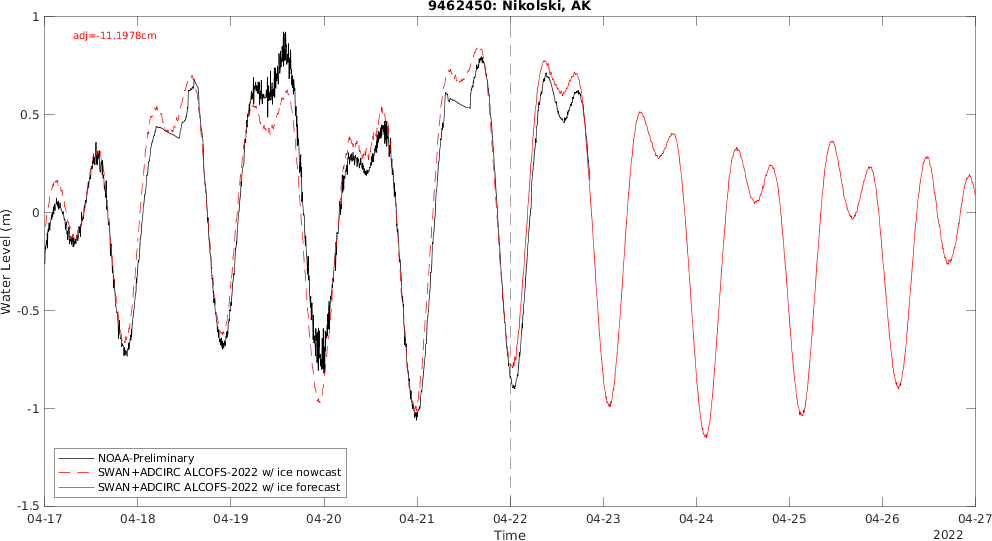 9462450: Nikolski, AK
adj=-11.1978cm
1
0.5
0
-0.5
-1
-1.5
Water Level (m)
NOAA-Preliminary
SWAN+ADCIRC ALCOFS-2022 w/ ice nowcast
SWAN+ADCIRC ALCOFS-2022 w/ ice forecast
04-17 04-18 04-19 04-20 04-21 04-22 04-23 04-24 04-25 04-26 04-27
Time
2022